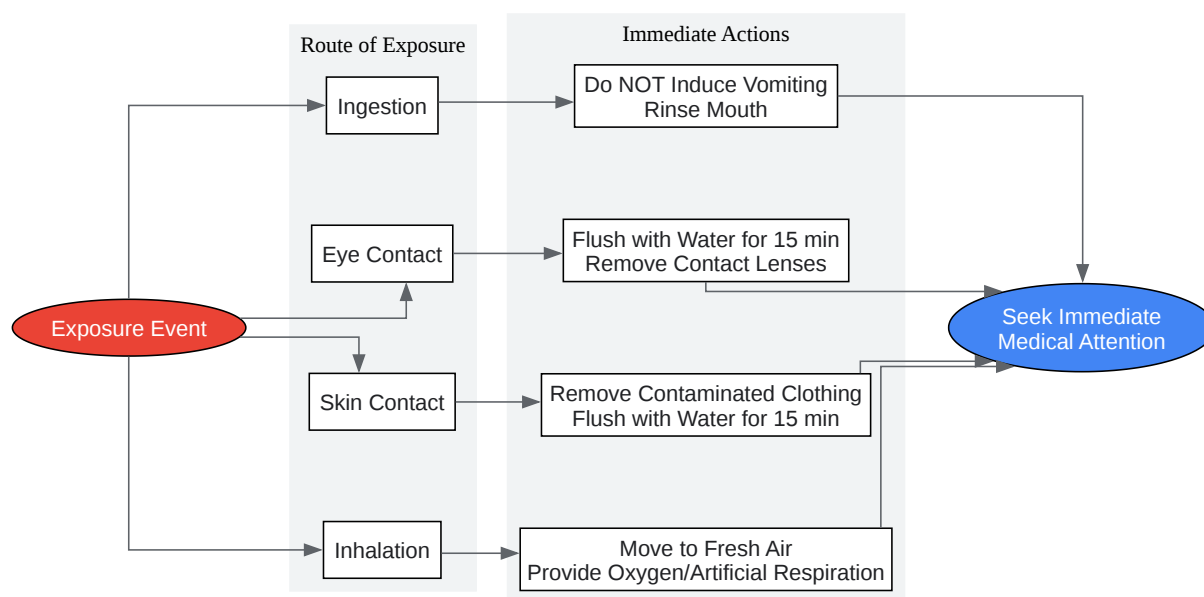 Route of Exposure
Immediate Actions
Ingestion
Do NOT Induce Vomiting
Rinse Mouth
Eye Contact
Flush with Water for 15 min
Remove Contact Lenses
Exposure Event
Seek Immediate
Medical Attention
Skin Contact
Remove Contaminated Clothing
Flush with Water for 15 min
Inhalation
Move to Fresh Air
Provide Oxygen/Artificial Respiration